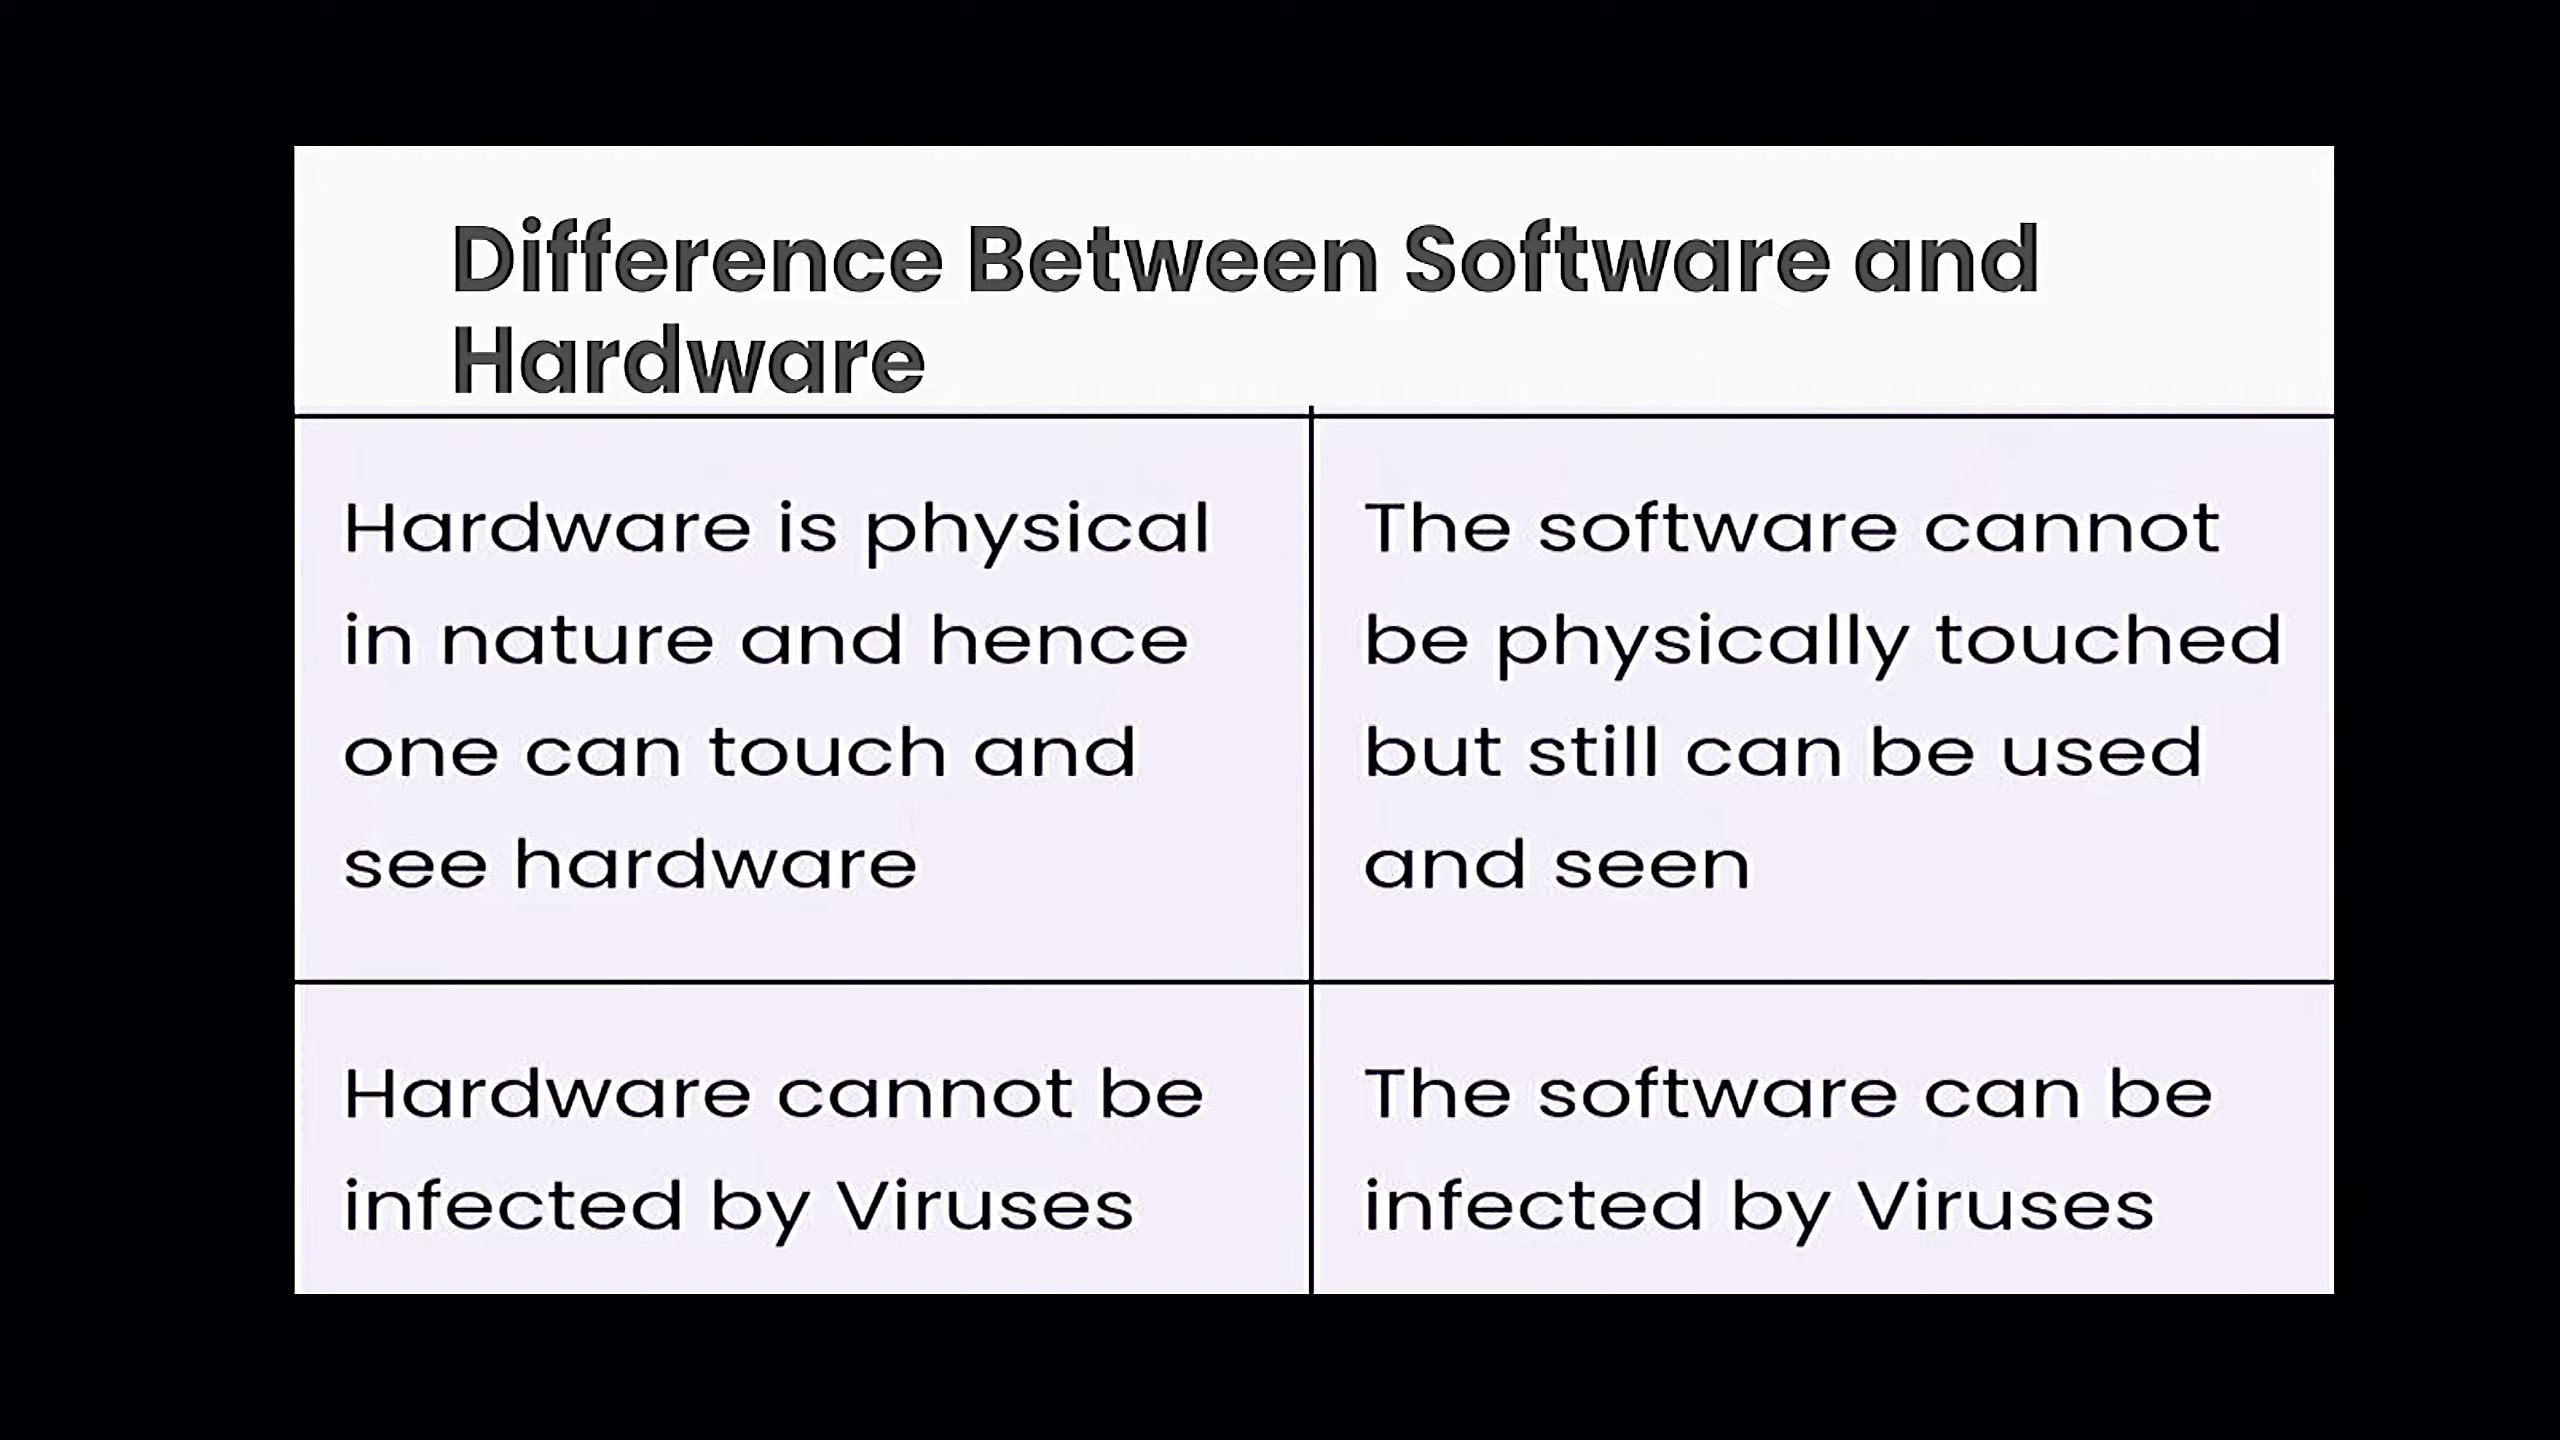 Difference Between Software and
Hardware
Hardware is physical
in nature and hence
one can touch and
see hardware
The software cannot
be physically touched
but still can be used
and seen
Hardware cannot be
infected by Viruses
The software can be
infected by Viruses